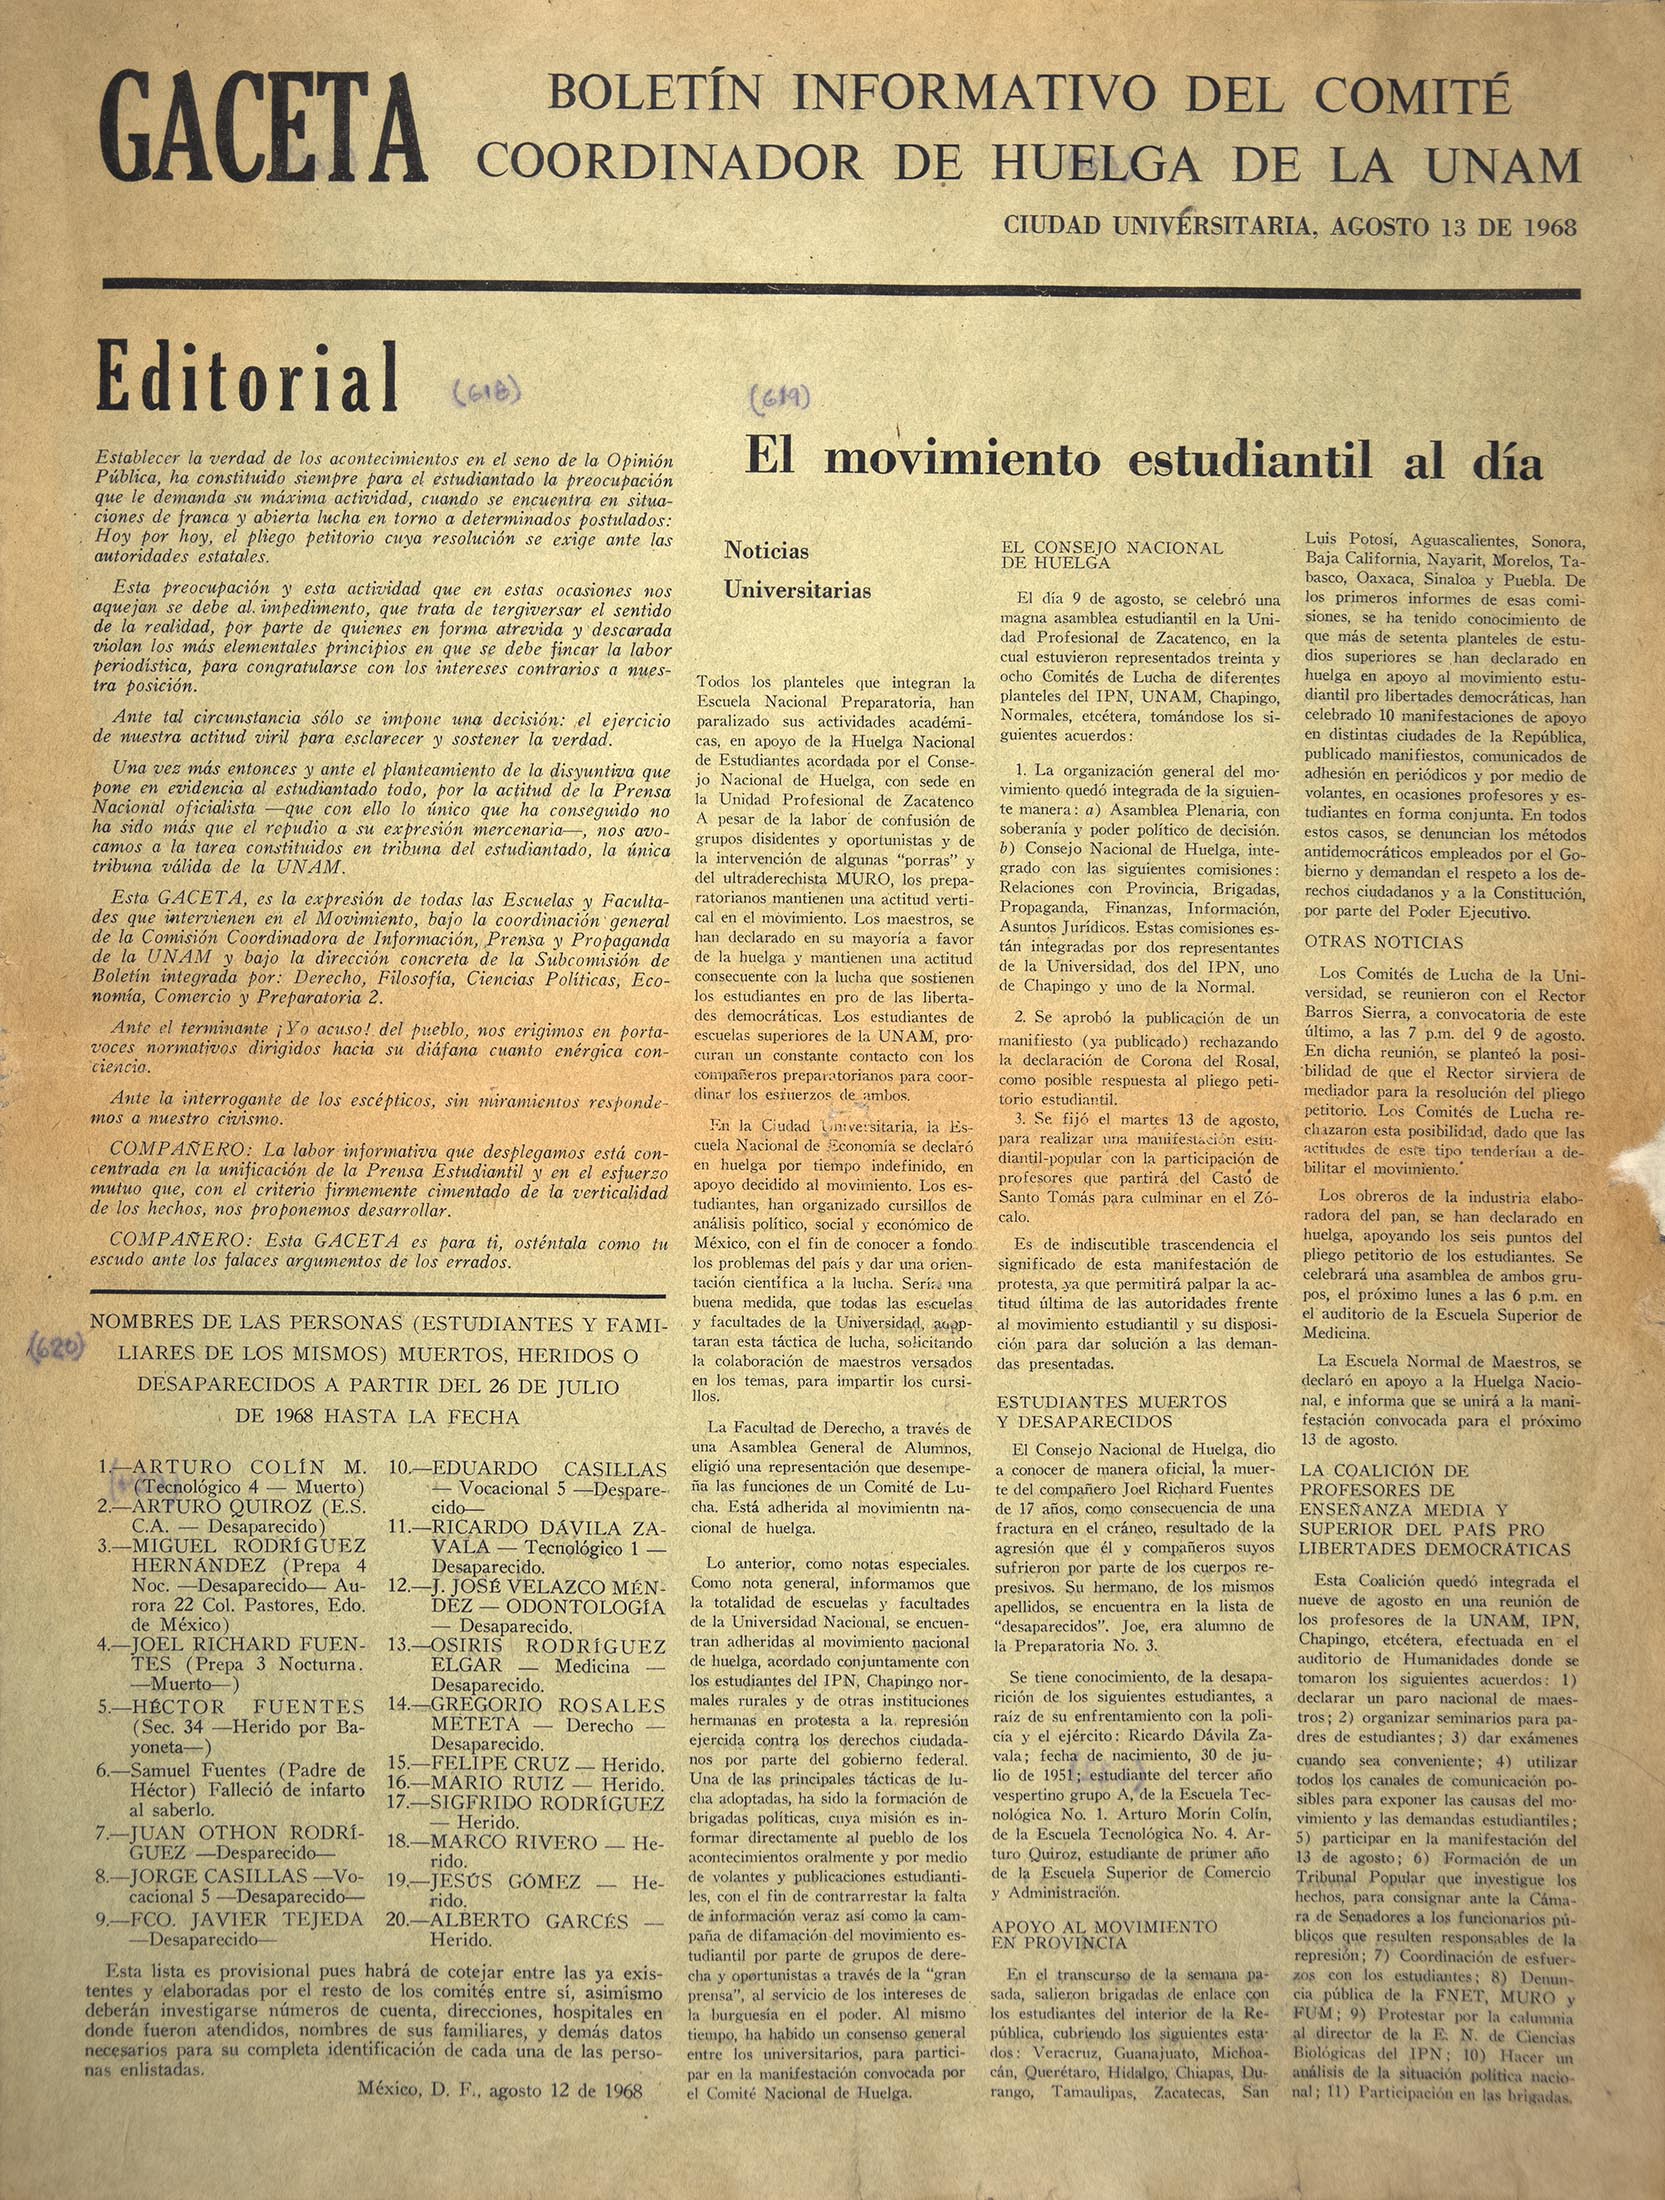 GACETA
BOLETÍN INFORMATIVO DEL COMITÉ
COORDINADOR DE HUELGA DE LA UNAM
CIUDAD UNIVERSITARIA, AGOSTO 13 DE 1968
Editorial
(618)
Establecer la verdad de los acontecimientos en el seno de la Opinión
Pública, ha constituido siempre para el estudiantado la preocupación
que le demanda su máxima actividad, cuando se encuentra en situa-
ciones de franca y abierta lucha en torno a determinados postulados:
Hoy por hoy, el pliego petitorio cuya resolución se exige ante las
autoridades estatales.
Esta preocupación y esta actividad que en estas ocasiones nos
aquejan se debe al impedimento, que trata de tergiversar el sentido
de la realidad, por parte de quienes en forma atrevida y descarada
violan los más elementales principios en que se debe fincar la labor
periodística, para congratularse con los intereses contrarios a nues-
tra posición.
Ante tal circunstancia sólo se impone una decisión: el ejercicio
de nuestra actitud viril para esclarecer y sostener la verdad.
Una vez más entonces y ante el planteamiento de la disyuntiva que
pone en evidencia al estudiantado todo, por la actitud de la Prensa
Nacional oficialista —que con ello lo único que ha conseguido no
ha sido más que el repudio a su expresión mercenaria—, nos avo-
camos a la tarea constituidos en tribuna del estudiantado, la única
tribuna válida de la UNAM.
Esta GACETA, es la expresión de todas las Escuelas y Faculta-
des que intervienen en el Movimiento, bajo la coordinación general
de la Comisión Coordinadora de Información, Prensa y Propaganda
de la UNAM y bajo la dirección concreta de la Subcomisión de
Boletín integrada por: Derecho, Filosofía, Ciencias Políticas, Eco-
nomía, Comercio y Preparatoria 2.
Ante el terminante ¡Yo acuso! del pueblo, nos erigimos en porta-
voces normativos dirigidos hacia su diáfana cuanto enérgica con-
ciencia.
Ante la interrogante de los escépticos, sin miramientos responde-
mos a nuestro civismo.
COMPAÑERO: La labor informativa que desplegamos está con-
centrada en la unificación de la Prensa Estudiantil y en el esfuerzo
mutuo que, con el criterio firmemente cimentado de la verticalidad
de los hechos, nos proponemos desarrollar.
COMPAÑERO: Esta GACETA es para ti, osténtala como tu
escudo ante los falaces argumentos de los errados.
(620)
NOMBRES DE LAS PERSONAS (ESTUDIANTES Y FAMI-
LIARES DE LOS MISMOS) MUERTOS, HERIDOS O
DESAPARECIDOS A PARTIR DEL 26 DE JULIO
DE 1968 HASTA LA FECHA
1.—ARTURO COLÍN M.
(Tecnológico 4 — Muerto)
2.—ARTURO QUIROZ (E.S.
C.A. — Desaparecido)
3.—MIGUEL RODRÍGUEZ
HERNÁNDEZ (Prepa 4
Noc. —Desaparecido— Au-
rora 22 Col. Pastores, Edo.
de México)
4.—JOEL RICHARD FUEN-
TES (Prepa 3 Nocturna.
—Muerto—)
5.—HÉCTOR FUENTES
(Sec. 34 —Herido por Ba-
yoneta—)
6.—Samuel Fuentes (Padre de
Héctor) Falleció de infarto
al saberlo.
7.—JUAN OTHON RODRÍ-
GUEZ —Desparecido—
8.—JORGE CASILLAS —Vo-
cacional 5 —Desaparecido—
9.—FCO. JAVIER TEJEDA
—Desaparecido—
10.—EDUARDO CASILLAS
— Vocacional 5 —Despare-
cido—
11.—RICARDO DÁVILA ZA-
VALA — Tecnológico 1 —
Desaparecido.
12.—J. JOSÉ VELAZCO MÉN-
DEZ — ODONTOLOGÍA
— Desaparecido.
13.—OSIRIS RODRÍGUEZ
ELGAR — Medicina —
Desaparecido.
14.—GREGORIO ROSALES
METETA — Derecho —
Desaparecido.
15.—FELIPE CRUZ — Herido.
16.—MARIO RUIZ — Herido.
17.—SIGFRIDO RODRÍGUEZ
— Herido.
18.—MARCO RIVERO — He-
rido.
19.—JESÚS GÓMEZ — He-
rido.
20.—ALBERTO GARCÉS —
Herido.
Esta lista es provisional pues habrá de cotejar entre las ya exis-
tentes y elaboradas por el resto de los comités entre sí, asimismo
deberán investigarse números de cuenta, direcciones, hospitales en
donde fueron atendidos, nombres de sus familiares, y demás datos
necesarios para su completa identificación de cada una de las perso-
nas enlistadas.
México, D. F., agosto 12 de 1968
(619)
El movimiento estudiantil al día
Noticias
Universitarias
Todos los planteles que integran la
Escuela Nacional Preparatoria, han
paralizado sus actividades académi-
cas, en apoyo de la Huelga Nacional
de Estudiantes acordada por el Conse-
jo Nacional de Huelga, con sede en
la Unidad Profesional de Zacatenco
A pesar de la labor de confusión de
grupos disidentes y oportunistas y de
la intervención de algunas "porras" y
del ultraderechista MURO, los prepa-
ratorianos mantienen una actitud verti-
cal en el movimiento. Los maestros, se
han declarado en su mayoría a favor
de la huelga y mantienen una actitud
consecuente con la lucha que sostienen
los estudiantes en pro de las liberta-
des democráticas. Los estudiantes de
escuelas superiores de la UNAM, pro-
curan un constante contacto con los
compañeros preparatorianos para coor-
dinar los esfuerzos de ambos.
En la Ciudad Universitaria, la Es-
cuela Nacional de Economía se declaró
en huelga por tiempo indefinido, en
apoyo decidido al movimiento. Los es-
tudiantes, han organizado cursillos de
análisis político, social y económico de
México, con el fin de conocer a fondo
los problemas del país y dar una orien-
tación científica a la lucha. Sería una
buena medida, que todas las escuelas
y facultades de la Universidad, adop-
taran esta táctica de lucha, solicitando
la colaboración de maestros versados
en los temas, para impartir los cursi-
llos.
La Facultad de Derecho, a través de
una Asamblea General de Alumnos,
eligió una representación que desempe-
ña las funciones de un Comité de Lu-
cha. Está adherida al movimientn na-
cional de huelga.
Lo anterior, como notas especiales.
Como nota general, informamos que
la totalidad de escuelas y facultades
de la Universidad Nacional, se encuen-
tran adheridas al movimiento nacional
de huelga, acordado conjuntamente con
los estudiantes del IPN, Chapingo nor-
males rurales y de otras instituciones
hermanas en protesta a la represión
ejercida contra los derechos ciudada-
nos por parte del gobierno federal.
Una de las principales tácticas de lu-
cha adoptadas, ha sido la formación de
brigadas políticas, cuya misión es in-
formar directamente al pueblo de los
acontecimientos oralmente y por medio
de volantes y publicaciones estudianti-
les, con el fin de contrarrestar la falta
de información veraz así como la cam-
paña de difamación del movimiento es-
tudiantil por parte de grupos de dere-
cha y oportunistas a través de la "gran
prensa", al servicio de los intereses de
la burguesía en el poder. Al mismo
tiempo, ha habido un consenso general
entre los universitarios, para partici-
par en la manifestación convocada por
el Comité Nacional de Huelga.
EL CONSEJO NACIONAL
DE HUELGA
El día 9 de agosto, se celebró una
magna asamblea estudiantil en la Uni-
dad Profesional de Zacatenco, en la
cual estuvieron representados treinta y
ocho Comités de Lucha de diferentes
planteles del IPN, UNAM, Chapingo,
Normales, etcétera, tomándose los si-
guientes acuerdos:
1. La organización general del mo-
vimiento quedó integrada de la siguien-
te manera: a) Asamblea Plenaria, con
soberanía y poder político de decisión.
b) Consejo Nacional de Huelga, inte-
grado con las siguientes comisiones:
Relaciones con Provincia, Brigadas,
Propaganda, Finanzas, Información,
Asuntos Jurídicos. Estas comisiones es-
tán integradas por dos representantes
de la Universidad, dos del IPN, uno
de Chapingo y uno de la Normal.
2. Se aprobó la publicación de un
manifiesto (ya publicado) rechazando
la declaración de Corona del Rosal,
como posible respuesta al pliego peti-
torio estudiantil.
3. Se fijó el martes 13 de agosto,
para realizar una manifestación estu-
diantil-popular con la participación de
profesores que partirá del Casto de
Santo Tomás para culminar en el Zó-
calo.
Es de indiscutible trascendencia el
significado de esta manifestación de
protesta, ya que permitirá palpar la ac-
titud última de las autoridades frente
al movimiento estudiantil y su disposi-
ción para dar solución a las deman-
das presentadas.
ESTUDIANTES MUERTOS
Y DESAPARECIDOS
El Consejo Nacional de Huelga, dio
a conocer de manera oficial, la muer-
te del compañero Joel Richard Fuentes
de 17 años, como consecuencia de una
fractura en el cráneo, resultado de la
agresión que él y compañeros suyos
sufrieron por parte de los cuerpos re-
presivos. Su hermano, de los mismos
apellidos, se encuentra en la lista de
"desaparecidos". Joe, era alumno de
la Preparatoria No. 3.
Se tiene conocimiento, de la desapa-
rición de los siguientes estudiantes, a
raíz de su enfrentamiento con la poli-
cía y el ejército: Ricardo Dávila Za-
vala; fecha de nacimiento, 30 de ju-
lio de 1951; estudiante del tercer año
vespertino grupo A, de la Escuela Tec-
nológica No. 1. Arturo Morín Colín,
de la Escuela Tecnológica No. 4. Ar-
turo Quiroz, estudiante de primer año
de la Escuela Superior de Comercio
y Administración.
APOYO AL MOVIMIENTO
EN PROVINCIA
En el transcurso de la semana pa-
sada, salieron brigadas de enlace con
los estudiantes del interior de la Re-
pública, cubriendo los siguientes esta-
dos: Veracruz, Guanajuato, Michoa-
cán, Querétaro, Hidalgo, Chiapas, Du-
rango, Tamaulipas, Zacatecas, San
Luis Potosí, Aguascalientes, Sonora,
Baja California, Nayarit, Morelos, Ta-
basco, Oaxaca, Sinaloa y Puebla. De
los primeros informes de esas comi-
siones, se ha tenido conocimiento de
que más de setenta planteles de estu-
dios superiores se han declarado en
huelga en apoyo al movimiento estu-
diantil pro libertades democráticas, han
celebrado 10 manifestaciones de apoyo
en distintas ciudades de la República,
publicado manifiestos, comunicados de
adhesión en periódicos y por medio de
volantes, en ocasiones profesores y es-
tudiantes en forma conjunta. En todos
estos casos, se denuncian los métodos
antidemocráticos empleados por el Go-
bierno y demandan el respeto a los de-
rechos ciudadanos y a la Constitución,
por parte del Poder Ejecutivo.
OTRAS NOTICIAS
Los Comités de Lucha de la Uni-
versidad, se reunieron con el Rector
Barros Sierra, a convocatoria de este
último, a las 7 p.m. del 9 de agosto.
En dicha reunión, se planteó la posi-
bilidad de que el Rector sirviera de
mediador para la resolución del pliego
petitorio. Los Comités de Lucha re-
chazaron esta posibilidad, dado que las
actitudes de este tipo tenderían a de-
bilitar el movimiento.
Los obreros de la industria elabo-
radora del pan, se han declarado en
huelga, apoyando los seis puntos del
pliego petitorio de los estudiantes. Se
celebrará una asamblea de ambos gru-
pos, el próximo lunes a las 6 p.m. en
el auditorio de la Escuela Superior de
Medicina.
La Escuela Normal de Maestros, se
declaró en apoyo a la Huelga Nacio-
nal, e informa que se unirá a la mani-
festación convocada para el próximo
13 de agosto.
LA COALICIÓN DE
PROFESORES DE
ENSEÑANZA MEDIA Y
SUPERIOR DEL PAÍS PRO
LIBERTADES DEMOCRÁTICAS
Esta Coalición quedó integrada el
nueve de agosto en una reunión de
los profesores de la UNAM, IPN,
Chapingo, etcétera, efectuada en el
auditorio de Humanidades donde se
tomaron los siguientes acuerdos: 1)
declarar un paro nacional de maes-
tros; 2) organizar seminarios para pa-
dres de estudiantes; 3) dar exámenes
cuando sea conveniente; 4) utilizar
todos los canales de comunicación po-
sibles para exponer las causas del mo-
vimiento y las demandas estudiantiles;
5) participar en la manifestación del
13 de agosto; 6) Formación de un
Tribunal Popular que investigue los
hechos, para consignar ante la Cáma-
ra de Senadores a los funcionarios pú-
blicos que resulten responsables de la
represión; 7) Coordinación de esfuer-
zos con los estudiantes; 8) Denun-
cia pública de la FNET, MURO y
FUM; 9) Protestar por la calumnia
al director de la E. N. de Ciencias
Biológicas del IPN; 10) Hacer un
análisis de la situación política nacio-
nal; 11) Participación en las brigadas.